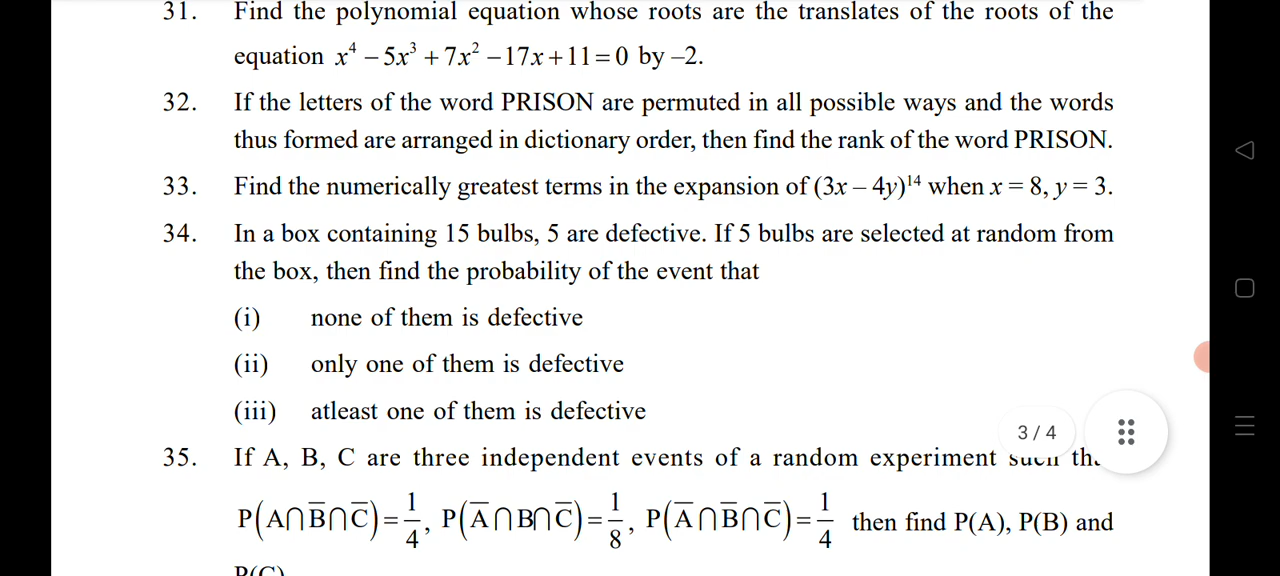 31. Find the polynomial equation whose roots are the translates of the roots of the
equation x⁴ – 5x³ + 7x² – 17x + 11 = 0 by –2.
32. If the letters of the word PRISON are permuted in all possible ways and the words
thus formed are arranged in dictionary order, then find the rank of the word PRISON.
33. Find the numerically greatest terms in the expansion of (3x – 4y)¹⁴ when x = 8, y = 3.
34. In a box containing 15 bulbs, 5 are defective. If 5 bulbs are selected at random from
the box, then find the probability of the event that
(i) none of them is defective
(ii) only one of them is defective
(iii) atleast one of them is defective
3 / 4
35. If A, B, C are three independent events of a random experiment
P(A∩B̅∩C̅) = 1/4, P(A̅∩B∩C̅) = 1/8, P(A̅∩B̅∩C̅) = 1/4 then find P(A), P(B) and
P(C)